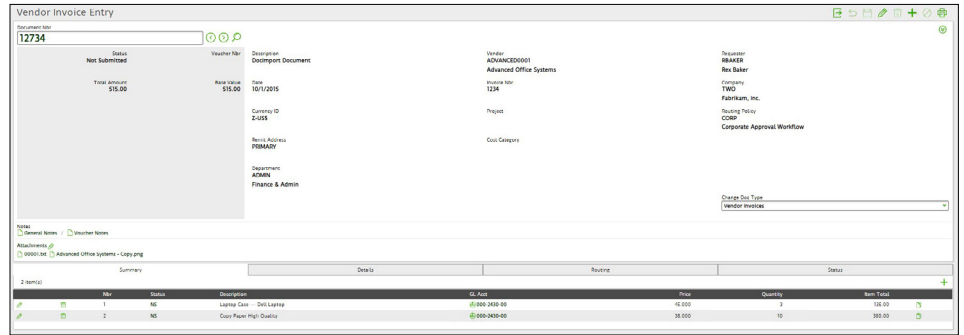 Vendor Invoice Entry
Document Nbr
12734
Status
Not Submitted
Voucher Nbr
Description
Docimport Document
Vendor
ADVANCED0001
Advanced Office Systems
Requester
RBAKER
Rex Baker
Total Amount
515.00
Base Value
515.00
Date
10/1/2015
Invoice Nbr
1234
Company
TWO
Fabrikam, Inc.
Currency ID
Z-US$
Project
Routing Policy
CORP
Corporate Approval Workflow
Remit Address
PRIMARY
Cost Category
Department
ADMIN
Finance & Admin
Change Doc Type
Vendor Invoices
Notes
General Notes / Voucher Notes
Attachments
00001.txt Advanced Office Systems - Copy.png
Summary Details Routing Status
2 item(s)
Nbr Status Description GL Acct Price Quantity Item Total
1 NS Laptop Case -- Dell Laptop 000-2430-00 45.000 3 135.00
2 NS Copy Paper High Quality 000-2430-00 38.000 10 380.00